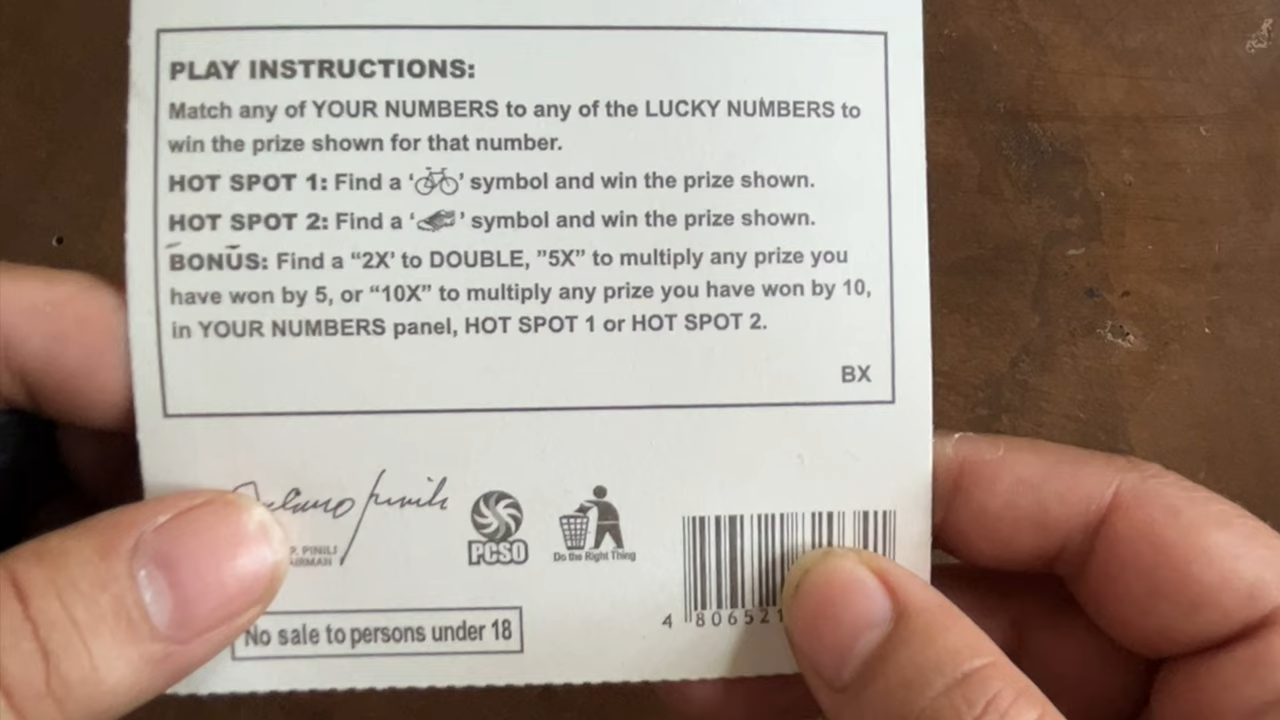 PLAY INSTRUCTIONS:
Match any of YOUR NUMBERS to any of the LUCKY NUMBERS to
win the prize shown for that number.
HOT SPOT 1: Find a ‘ ’ symbol and win the prize shown.
HOT SPOT 2: Find a ‘ ’ symbol and win the prize shown.
BONUS: Find a “2X' to DOUBLE, ”5X” to multiply any prize you
have won by 5, or “10X” to multiply any prize you have won by 10,
in YOUR NUMBERS panel, HOT SPOT 1 or HOT SPOT 2.
BX
P. PINILI
PCSO
Do the Right Thing
4 806521
No sale to persons under 18